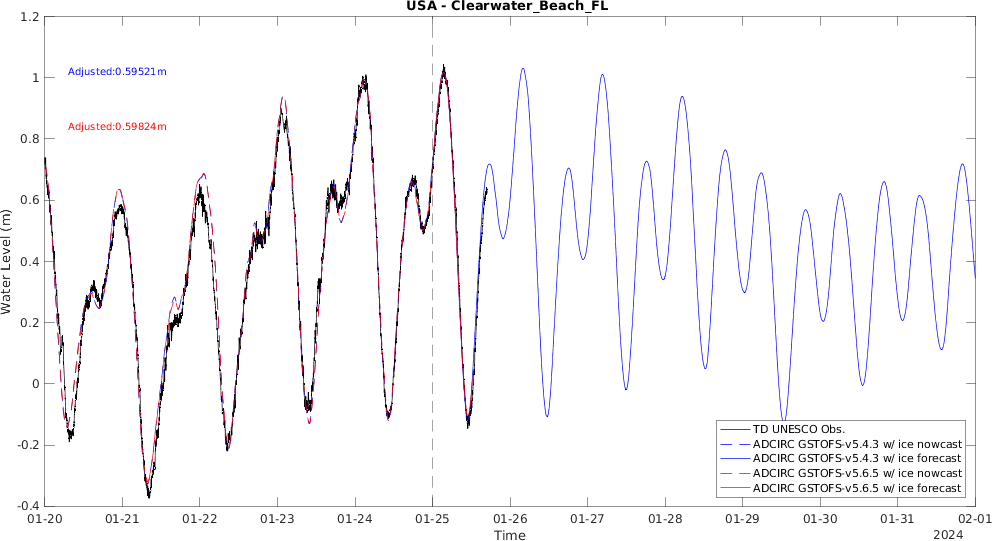 USA - Clearwater_Beach_FL
1.2
1
0.8
0.6
0.4
0.2
0
-0.2
-0.4
Water Level (m)
Adjusted:0.59521m
Adjusted:0.59824m
TD UNESCO Obs.
ADCIRC GSTOFS-v5.4.3 w/ ice nowcast
ADCIRC GSTOFS-v5.4.3 w/ ice forecast
ADCIRC GSTOFS-v5.6.5 w/ ice nowcast
ADCIRC GSTOFS-v5.6.5 w/ ice forecast
01-20 01-21 01-22 01-23 01-24 01-25 01-26 01-27 01-28 01-29 01-30 01-31 02-01
Time
2024